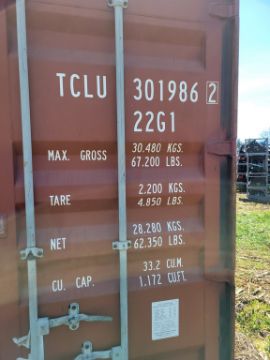 TCLU 301986 2
22G1
MAX. GROSS 30.480 KGS.
67.200 LBS.
TARE 2.200 KGS.
4.850 LBS.
NET 28.280 KGS.
62.350 LBS.
CU. CAP. 33.2 CU.M.
1.172 CU.FT.